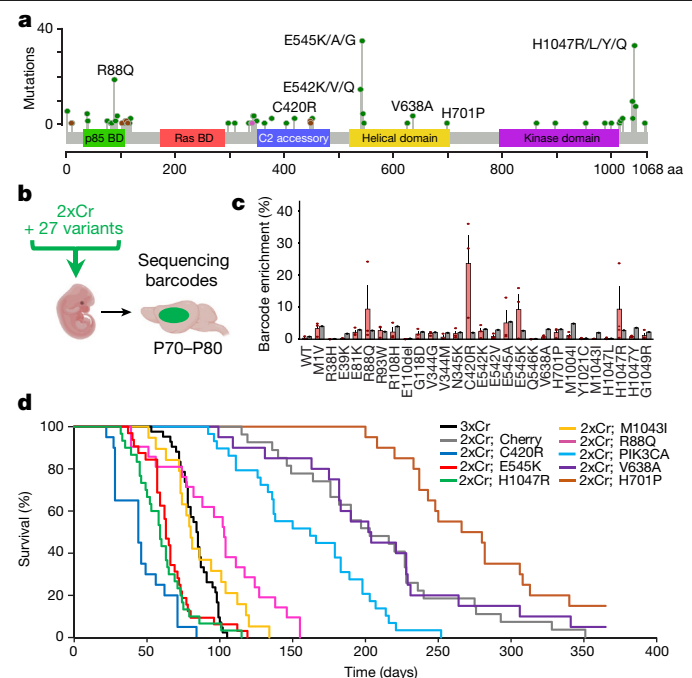 a
40
20
0
Mutations
R88Q
C420R
E545K/A/G
E542K/V/Q
V638A
H701P
H1047R/L/Y/Q
p85 BD
Ras BD
C2 accessory
Helical domain
Kinase domain
0
200
400
600
800
1000
1068 aa
b
2xCr
+ 27 variants
Sequencing
barcodes
P70–P80
c
Barcode enrichment (%)
40
30
20
10
0
WT
M1V
R38H
E39K
E81K
R88Q
R93W
R108H
E110del
G118D
V344G
V344M
N345K
C420R
E542K
E542V
E545A
E545K
Q546K
V638A
H701P
M1004I
Y1021C
M1043I
H1047L
H1047R
H1047Y
G1049R
d
Survival (%)
100
80
60
40
20
0
0
50
100
150
200
250
300
350
400
Time (days)
3xCr
2xCr; Cherry
2xCr; C420R
2xCr; E545K
2xCr; H1047R
2xCr; M1043I
2xCr; R88Q
2xCr; PIK3CA
2xCr; V638A
2xCr; H701P